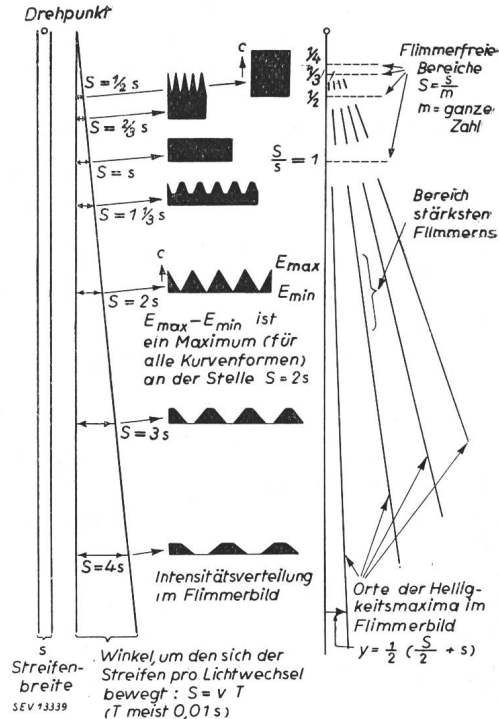 Drehpunkt
S=½ s
S= ⅔ s
S= s
S=1 ⅓ s
S=2s
S=3s
S=4s
C
C
Emax
Emin
Emax–Emin ist
ein Maximum (für
alle Kurvenformen)
an der Stelle S=2s
Intensitätsverteilung
im Flimmerbild
¼
⅓
½
S/s = 1
Flimmerfreie
Bereiche
S= s/m
m= ganze
Zahl
Bereich
stärksten
Flimmerns
Orte der Hellig-
keitsmaxima im
Flimmerbild
y= ½ (S/2 + s)
s
Streifen-
breite
SEV 13339
Winkel, um den sich der
Streifen pro Lichtwechsel
bewegt : S= v T
(T meist 0,01 s)